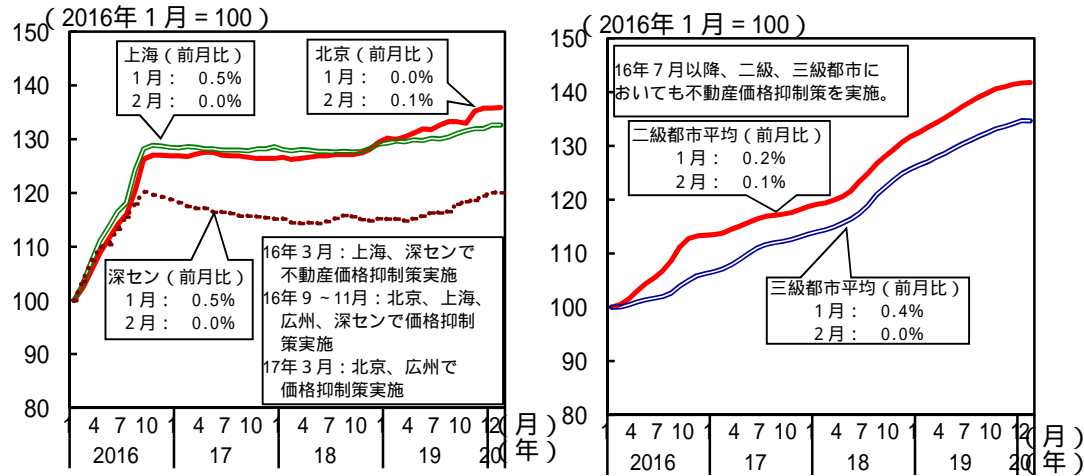 (2016年1月=100)
150
140
130
120
110
100
90
80
上海(前月比)
1月: 0.5%
2月: 0.0%
北京(前月比)
1月: 0.0%
2月: 0.1%
深セン(前月比)
1月: 0.5%
2月: 0.0%
16年3月:上海、深センで
不動産価格抑制策実施
16年9~11月:北京、上海、
広州、深センで価格抑制
策実施
17年3月:北京、広州で
価格抑制策実施
1 4 7 10 1 4 7 10 1 4 7 10 1 4 7 10 12 (月)
2016 17 18 19 20 (年)
(2016年1月=100)
150
140
130
120
110
100
90
80
16年7月以降、二級、三級都市に
おいても不動産価格抑制策を実施。
二級都市平均(前月比)
1月: 0.2%
2月: 0.1%
三級都市平均(前月比)
1月: 0.4%
2月: 0.0%
1 4 7 10 1 4 7 10 1 4 7 10 1 4 7 10 12 (月)
2016 17 18 19 20 (年)